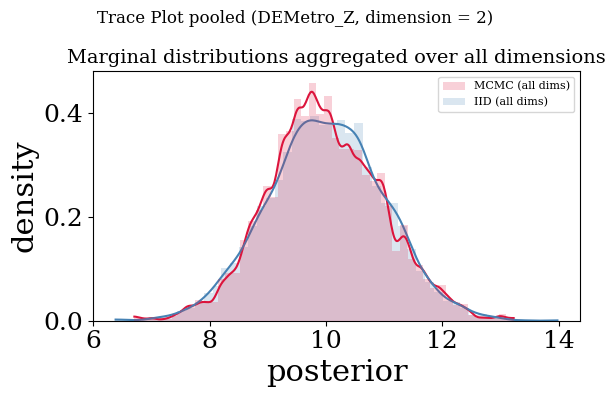 Trace Plot pooled (DEMetro_Z, dimension = 2)
Marginal distributions aggregated over all dimensions
MCMC (all dims)
IID (all dims)
density
0.4
0.2
0.0
6 8 10 12 14
posterior